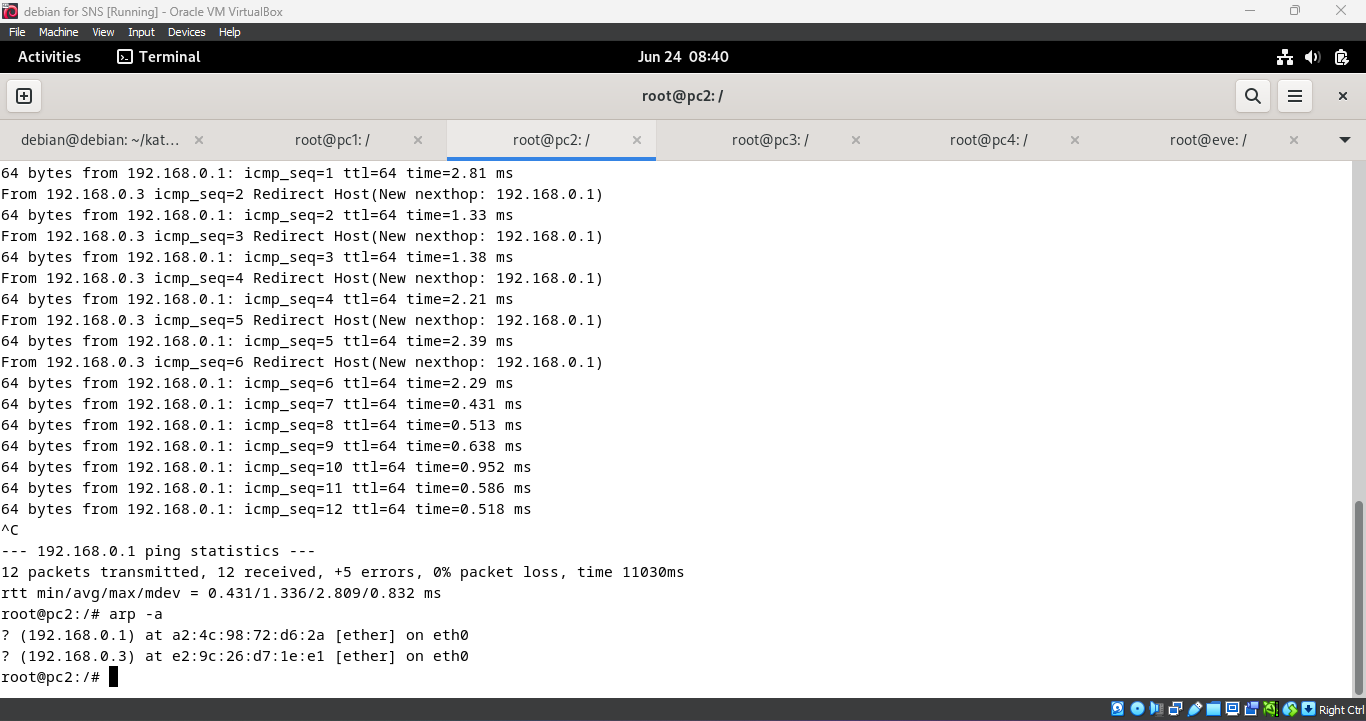 debian for SNS [Running] - Oracle VM VirtualBox
File Machine View Input Devices Help
Activities Terminal Jun 24 08:40
root@pc2: /
debian@debian: ~/kat... root@pc1: / root@pc2: / root@pc3: / root@pc4: / root@eve: /
64 bytes from 192.168.0.1: icmp_seq=1 ttl=64 time=2.81 ms
From 192.168.0.3 icmp_seq=2 Redirect Host(New nexthop: 192.168.0.1)
64 bytes from 192.168.0.1: icmp_seq=2 ttl=64 time=1.33 ms
From 192.168.0.3 icmp_seq=3 Redirect Host(New nexthop: 192.168.0.1)
64 bytes from 192.168.0.1: icmp_seq=3 ttl=64 time=1.38 ms
From 192.168.0.3 icmp_seq=4 Redirect Host(New nexthop: 192.168.0.1)
64 bytes from 192.168.0.1: icmp_seq=4 ttl=64 time=2.21 ms
From 192.168.0.3 icmp_seq=5 Redirect Host(New nexthop: 192.168.0.1)
64 bytes from 192.168.0.1: icmp_seq=5 ttl=64 time=2.39 ms
From 192.168.0.3 icmp_seq=6 Redirect Host(New nexthop: 192.168.0.1)
64 bytes from 192.168.0.1: icmp_seq=6 ttl=64 time=2.29 ms
64 bytes from 192.168.0.1: icmp_seq=7 ttl=64 time=0.431 ms
64 bytes from 192.168.0.1: icmp_seq=8 ttl=64 time=0.513 ms
64 bytes from 192.168.0.1: icmp_seq=9 ttl=64 time=0.638 ms
64 bytes from 192.168.0.1: icmp_seq=10 ttl=64 time=0.952 ms
64 bytes from 192.168.0.1: icmp_seq=11 ttl=64 time=0.586 ms
64 bytes from 192.168.0.1: icmp_seq=12 ttl=64 time=0.518 ms
^C
--- 192.168.0.1 ping statistics ---
12 packets transmitted, 12 received, +5 errors, 0% packet loss, time 11030ms
rtt min/avg/max/mdev = 0.431/1.336/2.809/0.832 ms
root@pc2:/# arp -a
? (192.168.0.1) at a2:4c:98:72:d6:2a [ether] on eth0
? (192.168.0.3) at e2:9c:26:d7:1e:e1 [ether] on eth0
root@pc2:/#
Right Ctrl